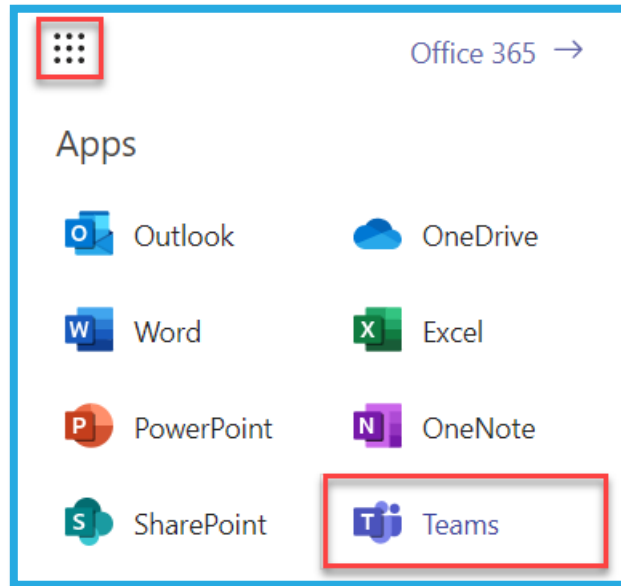 Office 365 →
Apps
Outlook
OneDrive
Word
Excel
PowerPoint
OneNote
SharePoint
Teams